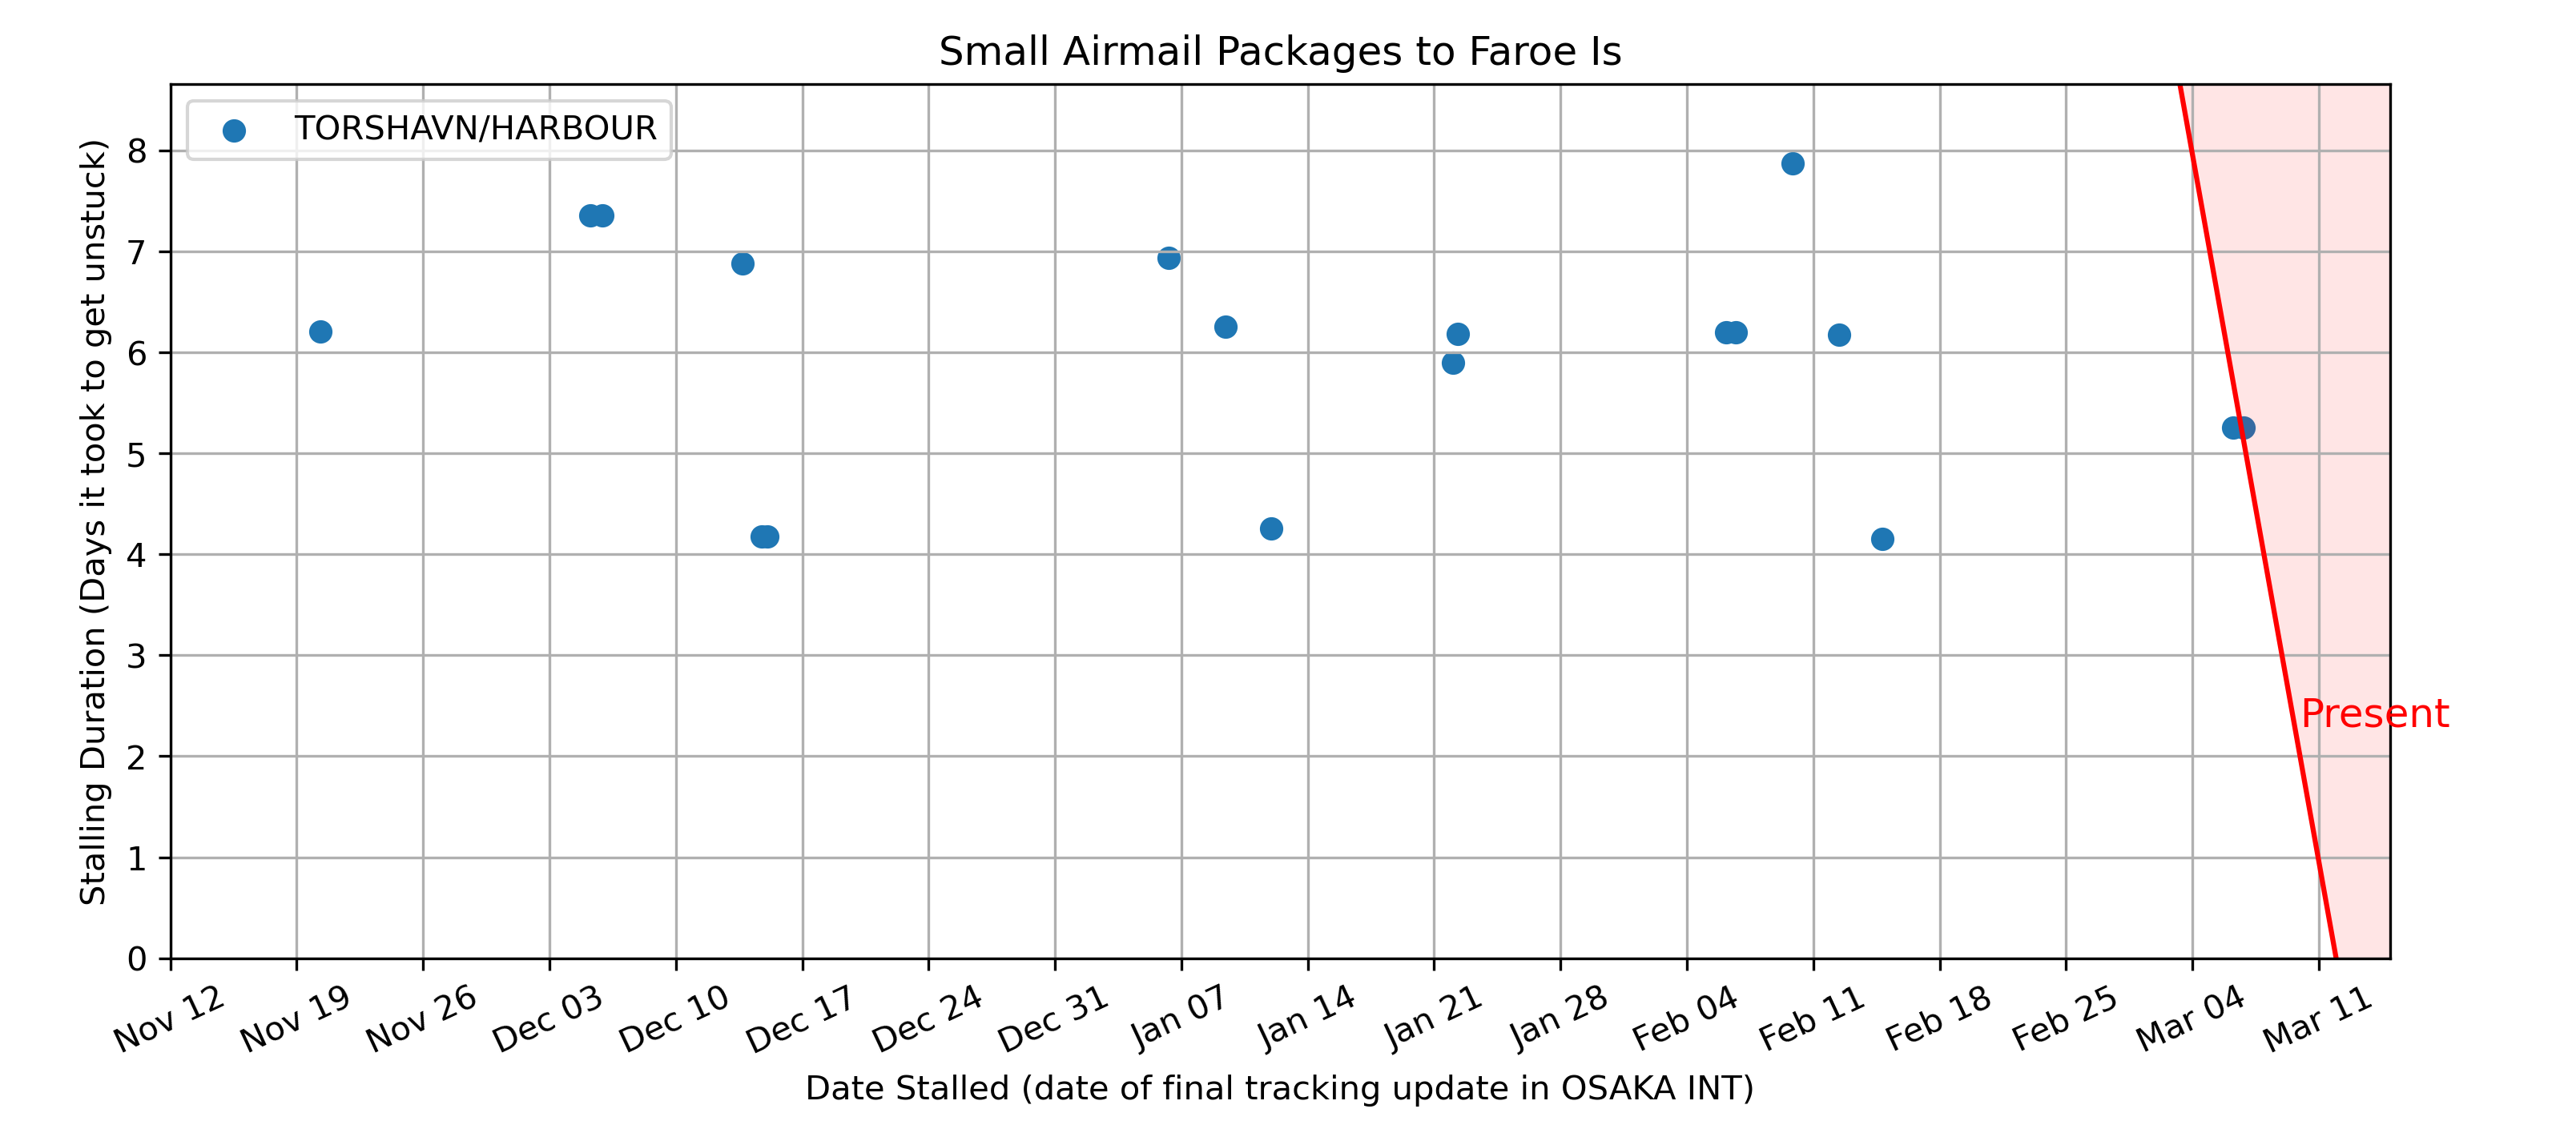 Small Airmail Packages to Faroe Is
TORSHAVN/HARBOUR
Stalling Duration (Days it took to get unstuck)
8
7
6
5
4
3
2
1
0
Present
Nov 12
Nov 19
Nov 26
Dec 03
Dec 10
Dec 17
Dec 24
Dec 31
Jan 07
Jan 14
Jan 21
Jan 28
Feb 04
Feb 11
Feb 18
Feb 25
Mar 04
Mar 11
Date Stalled (date of final tracking update in OSAKA INT)